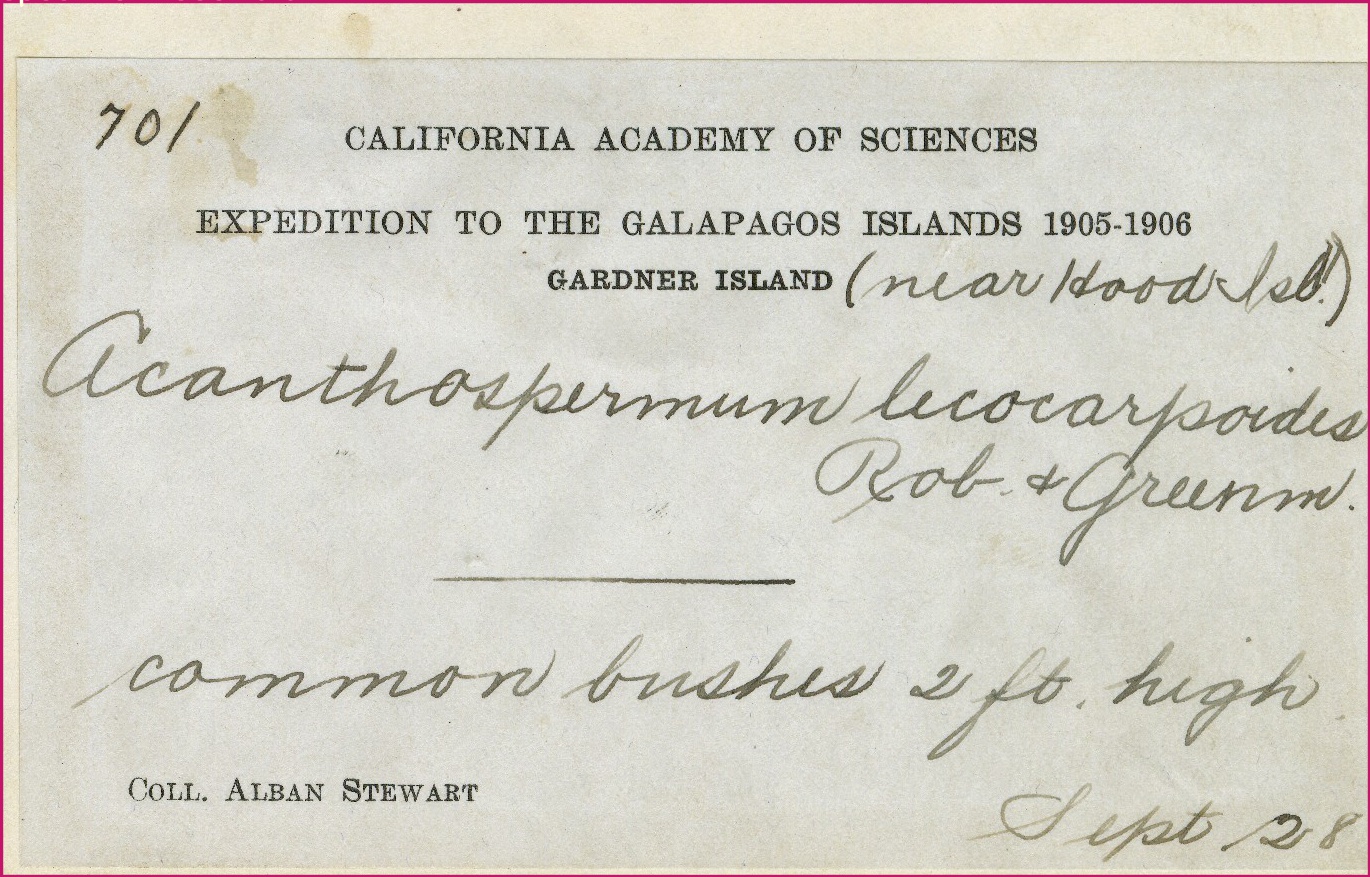 701
CALIFORNIA ACADEMY OF SCIENCES
EXPEDITION TO THE GALAPAGOS ISLANDS 1905-1906
GARDNER ISLAND (near Hood Isl.)
Acanthospermum lecocarpoides
Rob. & Greenm.
common bushes 2 ft. high.
COLL. ALBAN STEWART
Sept. 28